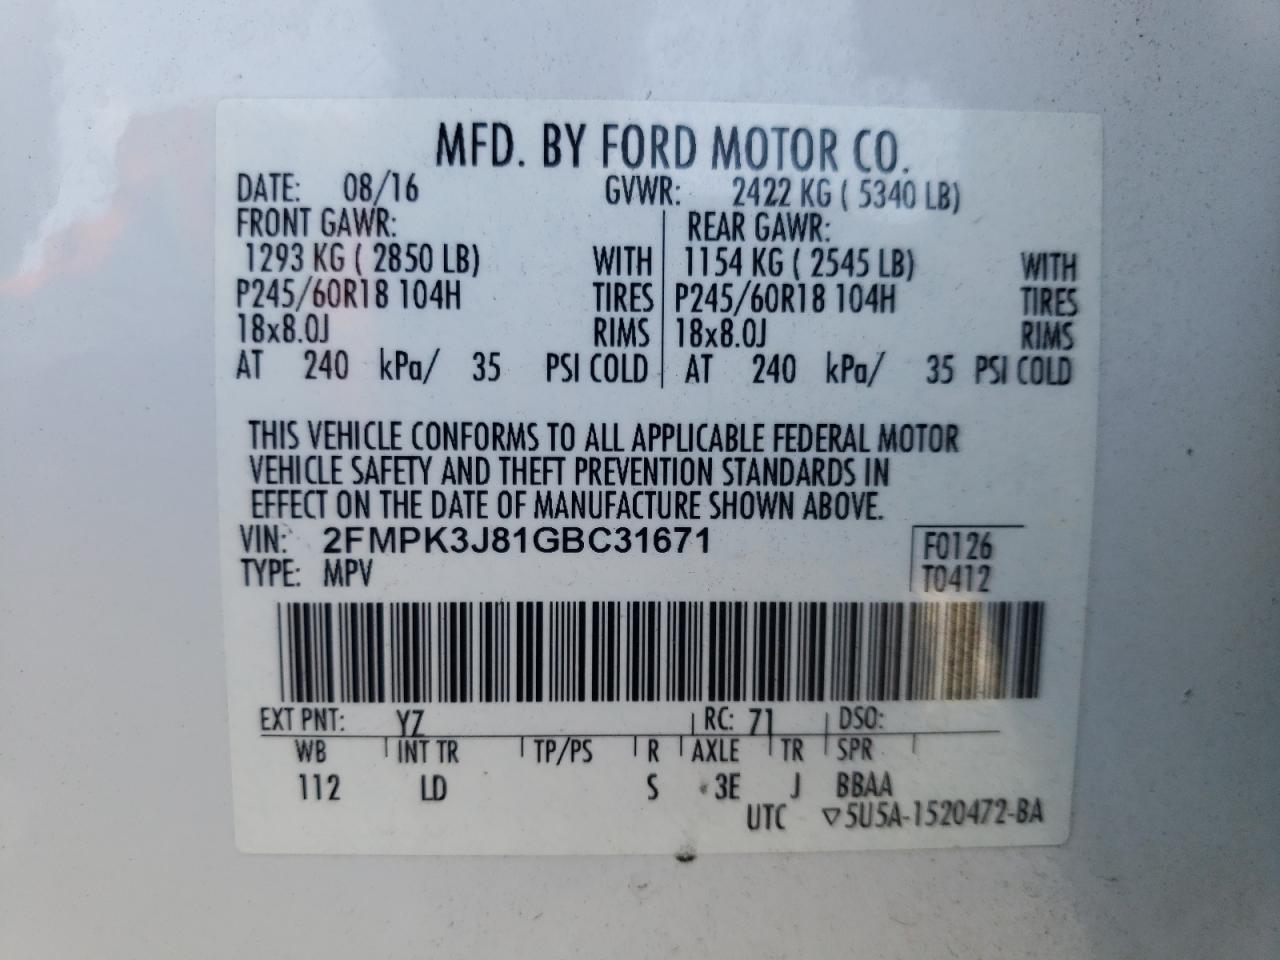 MFD. BY FORD MOTOR CO.
DATE: 08/16 GVWR: 2422 KG ( 5340 LB)
FRONT GAWR: REAR GAWR:
1293 KG ( 2850 LB) WITH 1154 KG ( 2545 LB) WITH
P245/60R18 104H TIRES P245/60R18 104H TIRES
18x8.0J RIMS 18x8.0J RIMS
AT 240 kPa/ 35 PSI COLD AT 240 kPa/ 35 PSI COLD
THIS VEHICLE CONFORMS TO ALL APPLICABLE FEDERAL MOTOR
VEHICLE SAFETY AND THEFT PREVENTION STANDARDS IN
EFFECT ON THE DATE OF MANUFACTURE SHOWN ABOVE.
VIN: 2FMPK3J81GBC31671 F0126
TYPE: MPV T0412
EXT PNT: YZ RC: 71 DSO:
WB INT TR TP/PS R AXLE TR SPR
112 LD S 3E J BBAA
UTC ▽5U5A-1520472-BA